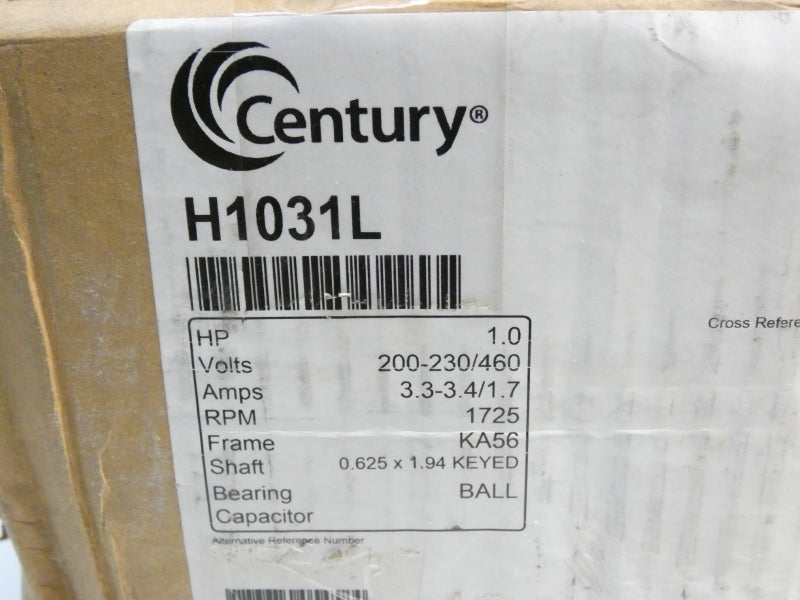 Century®
H1031L
HP 1.0
Volts 200-230/460
Amps 3.3-3.4/1.7
RPM 1725
Frame KA56
Shaft 0.625 x 1.94 KEYED
Bearing BALL
Capacitor
Alternative Reference Number
Cross Refere